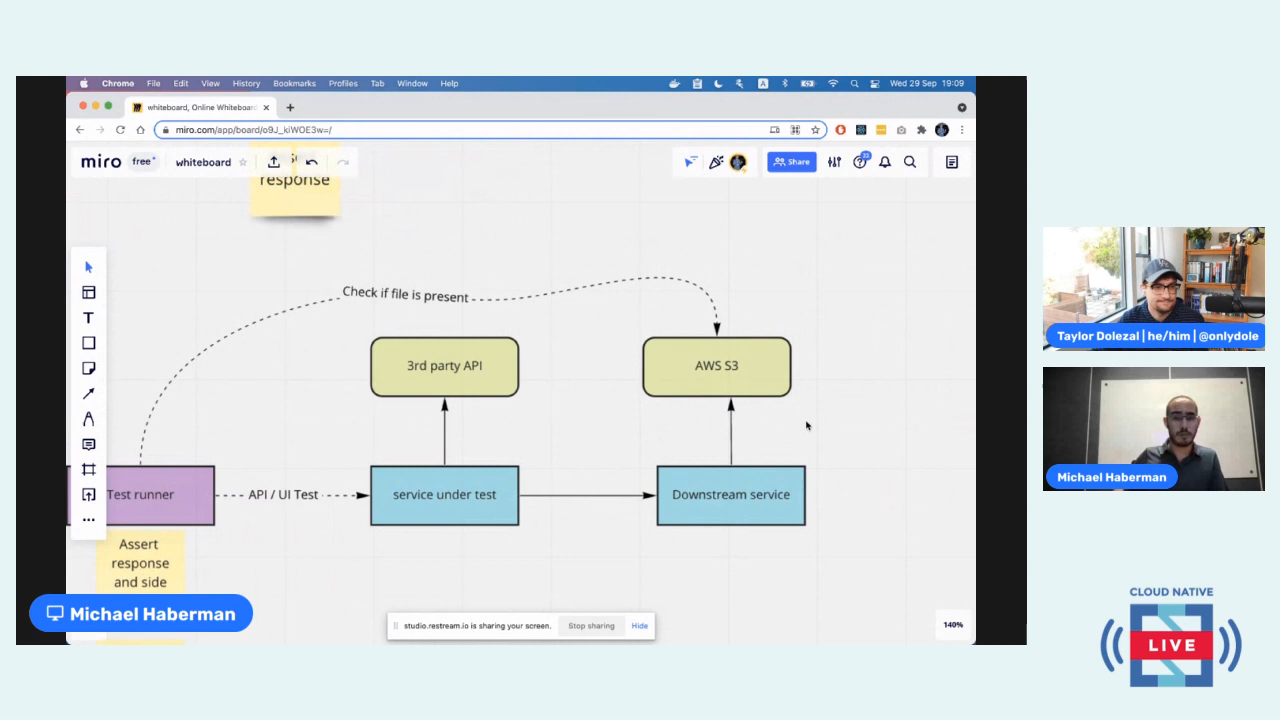 Chrome File Edit View History Bookmarks Profiles Tab Window Help
A
Wed 29 Sep 19:09
whiteboard, Online Whiteboard
miro.com/app/board/o9J_kiWOE3w=/
miro free whiteboard
Share
response
Check if file is present
3rd party API
AWS S3
Test runner
API / UI Test
service under test
Downstream service
Assert
response
and side
studio.restream.io is sharing your screen. Stop sharing Hide
140%
Michael Haberman
Taylor Dolezal | he/him | @onlydole
Michael Haberman
CLOUD NATIVE
LIVE